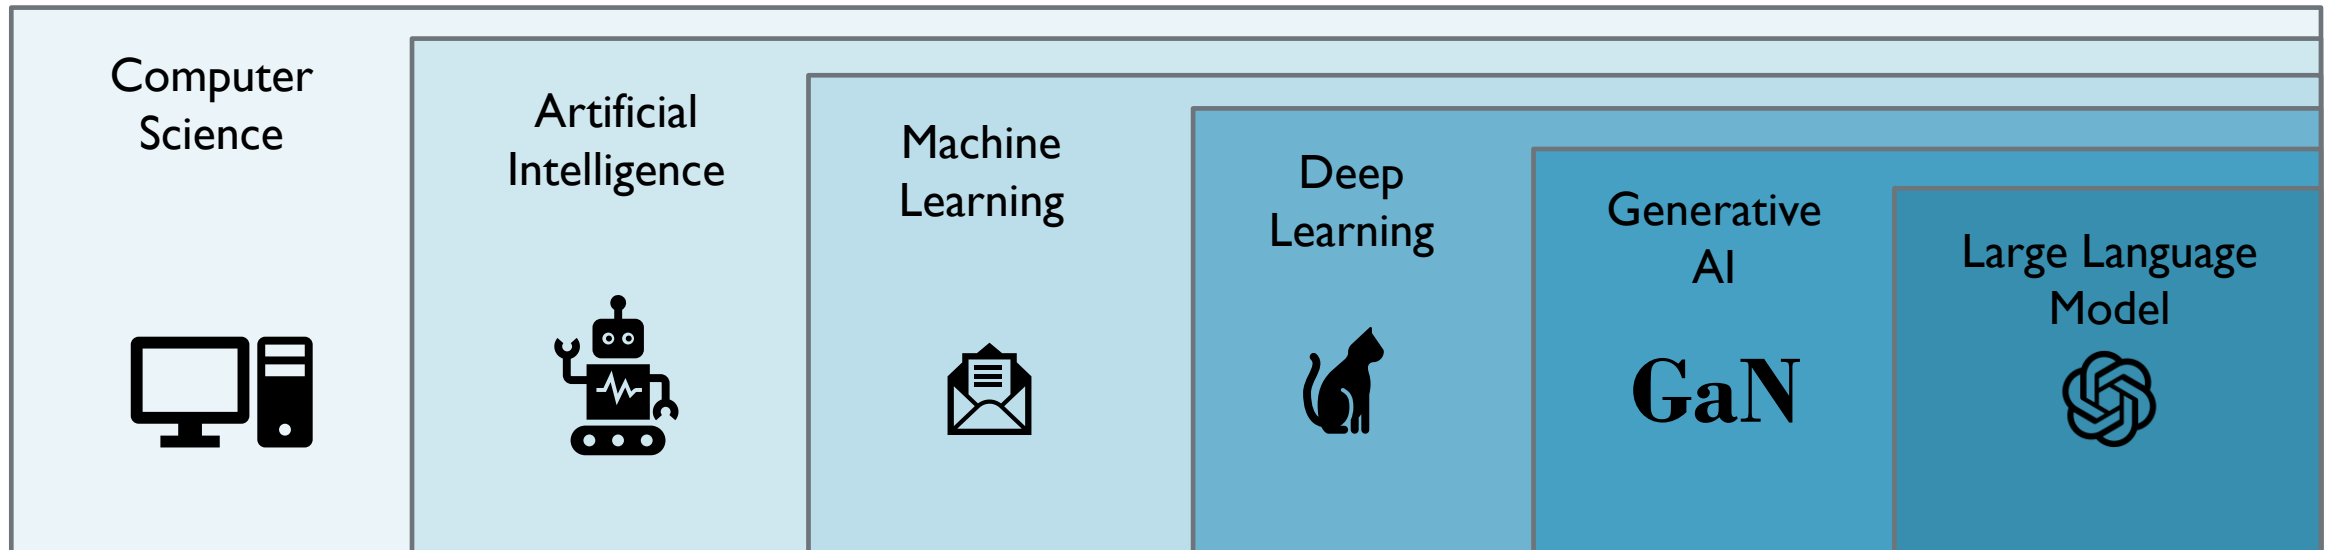 Computer
Science
Artificial
Intelligence
Machine
Learning
Deep
Learning
Generative
AI
GaN
Large Language
Model